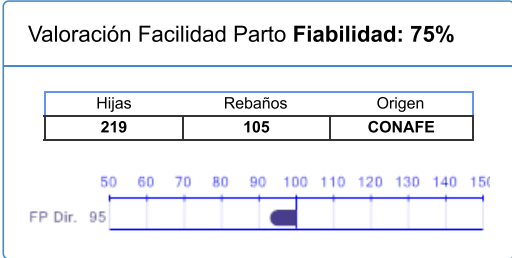 Valoración Facilidad Parto Fiabilidad: 75%
Hijas Rebaños Origen
219 105 CONAFE
50 60 70 80 90 100 110 120 130 140 150
FP Dir. 95